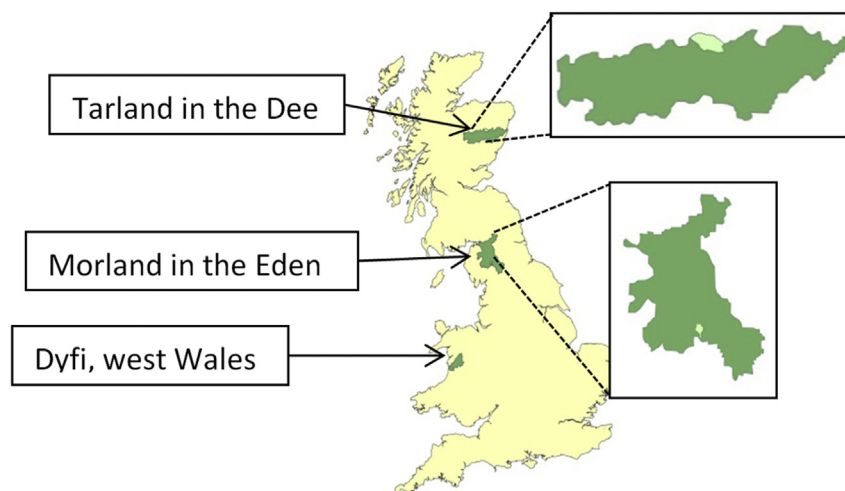 Tarland in the Dee
Morland in the Eden
Dyfi, west Wales